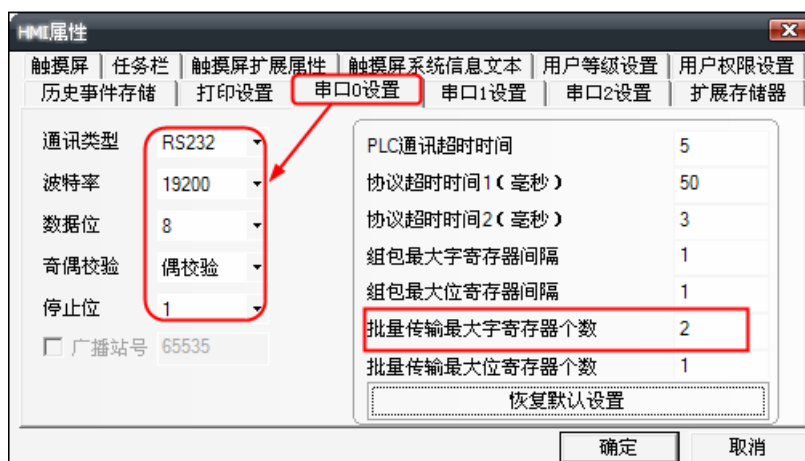 HMI属性
触摸屏 任务栏 触摸屏扩展属性 触摸屏系统信息文本 用户等级设置 用户权限设置
历史事件存储 打印设置 串口0设置 串口1设置 串口2设置 扩展存储器
通讯类型 RS232
波特率 19200
数据位 8
奇偶校验 偶校验
停止位 1
广播站号 65535
PLC通讯超时时间 5
协议超时时间1(毫秒) 50
协议超时时间2(毫秒) 3
组包最大字寄存器间隔 1
组包最大位寄存器间隔 1
批量传输最大字寄存器个数 2
批量传输最大位寄存器个数 1
恢复默认设置
确定 取消